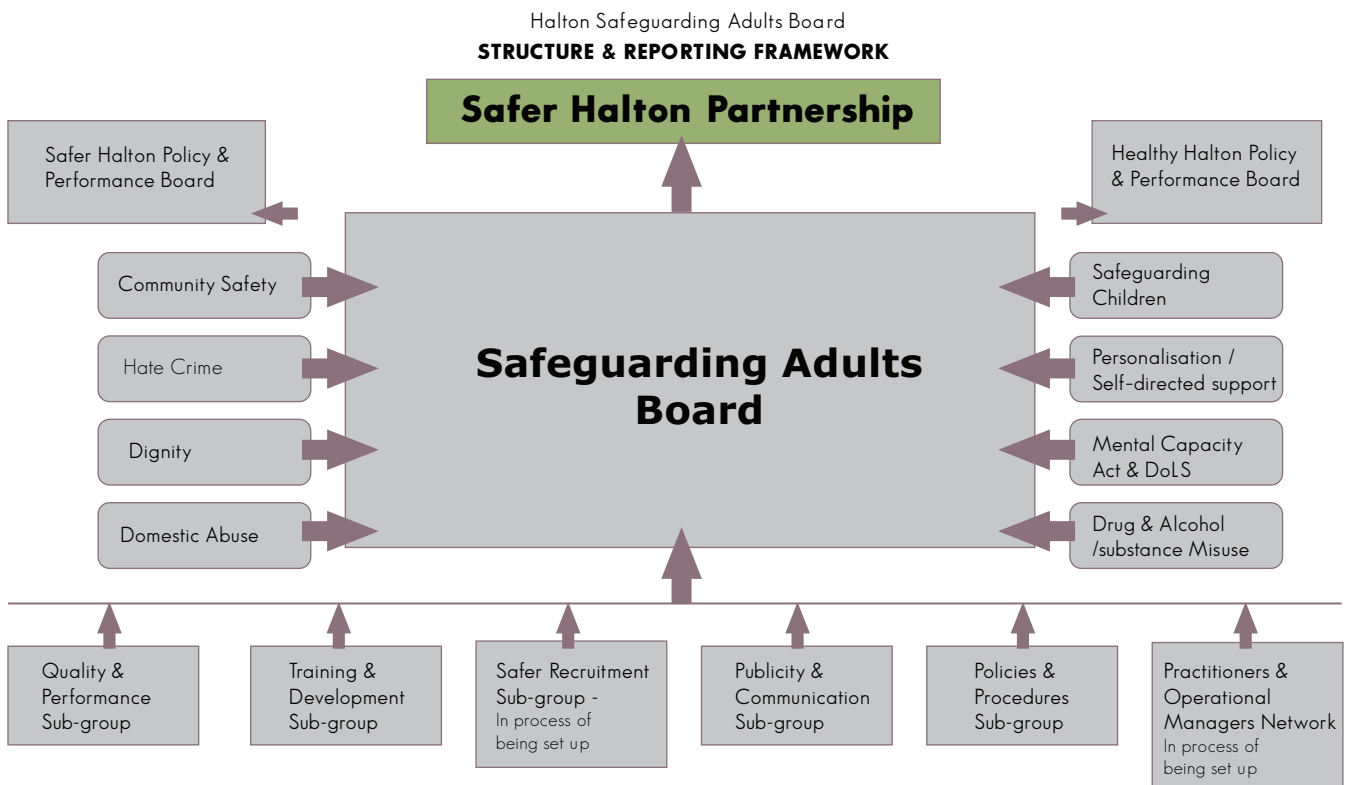 Halton Safeguarding Adults Board
STRUCTURE & REPORTING FRAMEWORK
Safer Halton Partnership
Safer Halton Policy &
Performance Board
Healthy Halton Policy
& Performance Board
Community Safety
Hate Crime
Dignity
Domestic Abuse
Safeguarding Adults
Board
Safeguarding
Children
Personalisation /
Self-directed support
Mental Capacity
Act & DoLS
Drug & Alcohol
/substance Misuse
Quality &
Performance
Sub-group
Training &
Development
Sub-group
Safer Recruitment
Sub-group -
In process of
being set up
Publicity &
Communication
Sub-group
Policies &
Procedures
Sub-group
Practitioners &
Operational
Managers Network
In process of
being set up